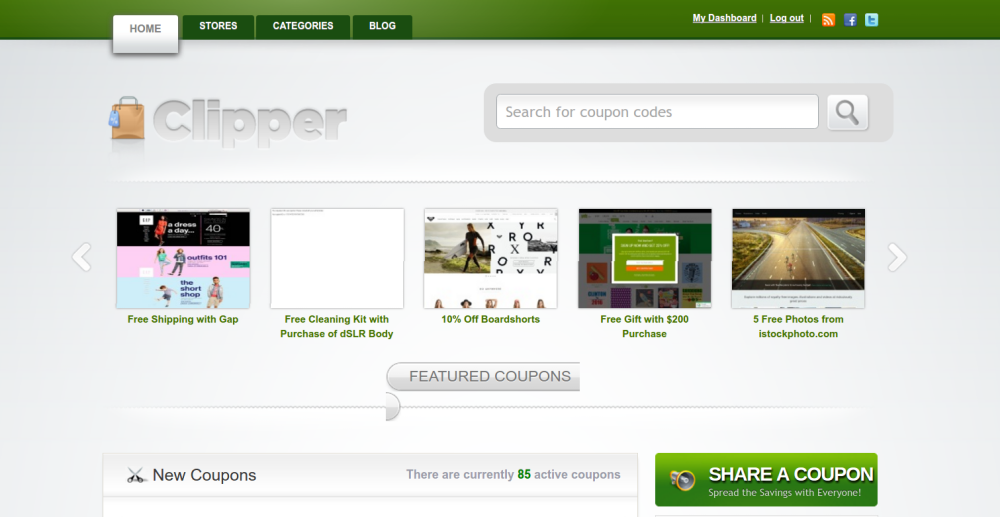 HOME
STORES
CATEGORIES
BLOG
My Dashboard | Log out |
Clipper
Search for coupon codes
a dress
a day...
40
outfits 101
the short
shop
Free Shipping with Gap
Free Cleaning Kit with
Purchase of dSLR Body
10% Off Boardshorts
Free Gift with $200
Purchase
5 Free Photos from
istockphoto.com
FEATURED COUPONS
New Coupons
There are currently 85 active coupons
SHARE A COUPON
Spread the Savings with Everyone!